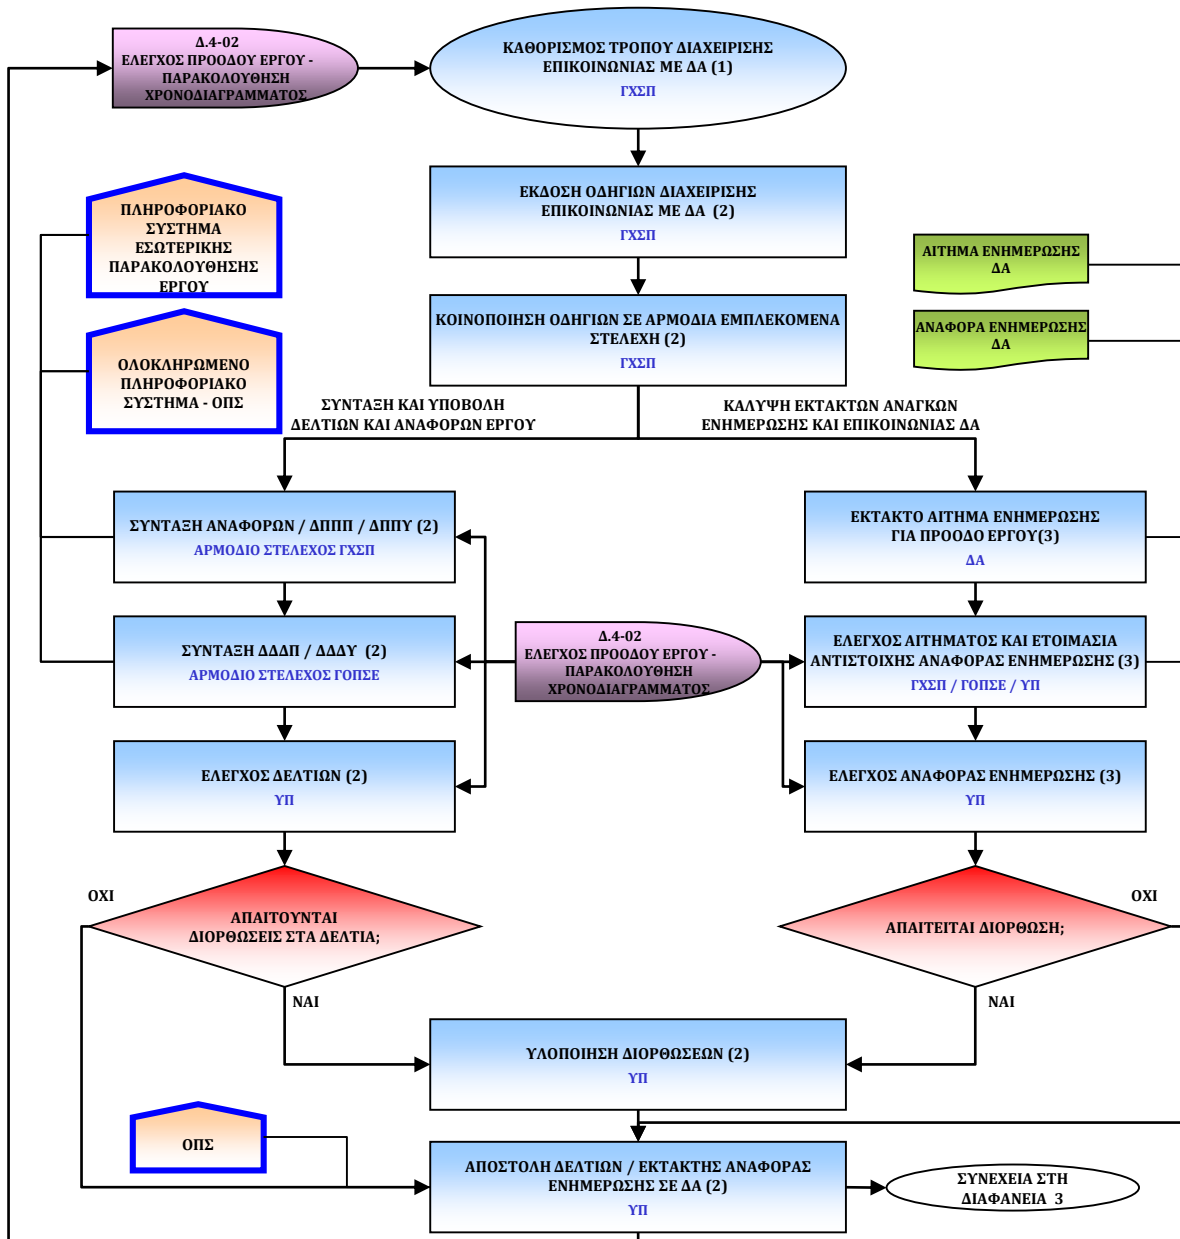 Δ.4-02
ΕΛΕΓΧΟΣ ΠΡΟΟΔΟΥ ΕΡΓΟΥ -
ΠΑΡΑΚΟΛΟΥΘΗΣΗ
ΧΡΟΝΟΔΙΑΓΡΑΜΜΑΤΟΣ
ΚΑΘΟΡΙΣΜΟΣ ΤΡΟΠΟΥ ΔΙΑΧΕΙΡΙΣΗΣ
ΕΠΙΚΟΙΝΩΝΙΑΣ ΜΕ ΔΑ (1)
ΓΧΣΠ
ΕΚΔΟΣΗ ΟΔΗΓΙΩΝ ΔΙΑΧΕΙΡΙΣΗΣ
ΕΠΙΚΟΙΝΩΝΙΑΣ ΜΕ ΔΑ (2)
ΓΧΣΠ
ΠΛΗΡΟΦΟΡΙΑΚΟ
ΣΥΣΤΗΜΑ
ΕΣΩΤΕΡΙΚΗΣ
ΠΑΡΑΚΟΛΟΥΘΗΣΗΣ
ΕΡΓΟΥ
ΑΙΤΗΜΑ ΕΝΗΜΕΡΩΣΗΣ
ΔΑ
ΚΟΙΝΟΠΟΙΗΣΗ ΟΔΗΓΙΩΝ ΣΕ ΑΡΜΟΔΙΑ ΕΜΠΛΕΚΟΜΕΝΑ
ΣΤΕΛΕΧΗ (2)
ΓΧΣΠ
ΑΝΑΦΟΡΑ ΕΝΗΜΕΡΩΣΗΣ
ΔΑ
ΟΛΟΚΛΗΡΩΜΕΝΟ
ΠΛΗΡΟΦΟΡΙΑΚΟ
ΣΥΣΤΗΜΑ - ΟΠΣ
ΣΥΝΤΑΞΗ ΚΑΙ ΥΠΟΒΟΛΗ
ΔΕΛΤΙΩΝ ΚΑΙ ΑΝΑΦΟΡΩΝ ΕΡΓΟΥ
ΚΑΛΥΨΗ ΕΚΤΑΚΤΩΝ ΑΝΑΓΚΩΝ
ΕΝΗΜΕΡΩΣΗΣ ΚΑΙ ΕΠΙΚΟΙΝΩΝΙΑΣ ΔΑ
ΣΥΝΤΑΞΗ ΑΝΑΦΟΡΩΝ / ΔΠΠΠ / ΔΠΠΥ (2)
ΑΡΜΟΔΙΟ ΣΤΕΛΕΧΟΣ ΓΧΣΠ
ΕΚΤΑΚΤΟ ΑΙΤΗΜΑ ΕΝΗΜΕΡΩΣΗΣ
ΓΙΑ ΠΡΟΟΔΟ ΕΡΓΟΥ(3)
ΔΑ
ΣΥΝΤΑΞΗ ΔΔΔΠ / ΔΔΔΥ (2)
ΑΡΜΟΔΙΟ ΣΤΕΛΕΧΟΣ ΓΟΠΣΕ
Δ.4-02
ΕΛΕΓΧΟΣ ΠΡΟΟΔΟΥ ΕΡΓΟΥ -
ΠΑΡΑΚΟΛΟΥΘΗΣΗ
ΧΡΟΝΟΔΙΑΓΡΑΜΜΑΤΟΣ
ΕΛΕΓΧΟΣ ΑΙΤΗΜΑΤΟΣ ΚΑΙ ΕΤΟΙΜΑΣΙΑ
ΑΝΤΙΣΤΟΙΧΗΣ ΑΝΑΦΟΡΑΣ ΕΝΗΜΕΡΩΣΗΣ (3)
ΓΧΣΠ / ΓΟΠΣΕ / ΥΠ
ΕΛΕΓΧΟΣ ΔΕΛΤΙΩΝ (2)
ΥΠ
ΕΛΕΓΧΟΣ ΑΝΑΦΟΡΑΣ ΕΝΗΜΕΡΩΣΗΣ (3)
ΥΠ
ΟΧΙ
ΑΠΑΙΤΟΥΝΤΑΙ
ΔΙΟΡΘΩΣΕΙΣ ΣΤΑ ΔΕΛΤΙΑ;
ΝΑΙ
ΑΠΑΙΤΕΙΤΑΙ ΔΙΟΡΘΩΣΗ;
ΟΧΙ
ΝΑΙ
ΥΛΟΠΟΙΗΣΗ ΔΙΟΡΘΩΣΕΩΝ (2)
ΥΠ
ΟΠΣ
ΑΠΟΣΤΟΛΗ ΔΕΛΤΙΩΝ / ΕΚΤΑΚΤΗΣ ΑΝΑΦΟΡΑΣ
ΕΝΗΜΕΡΩΣΗΣ ΣΕ ΔΑ (2)
ΥΠ
ΣΥΝΕΧΕΙΑ ΣΤΗ
ΔΙΑΦΑΝΕΙΑ 3